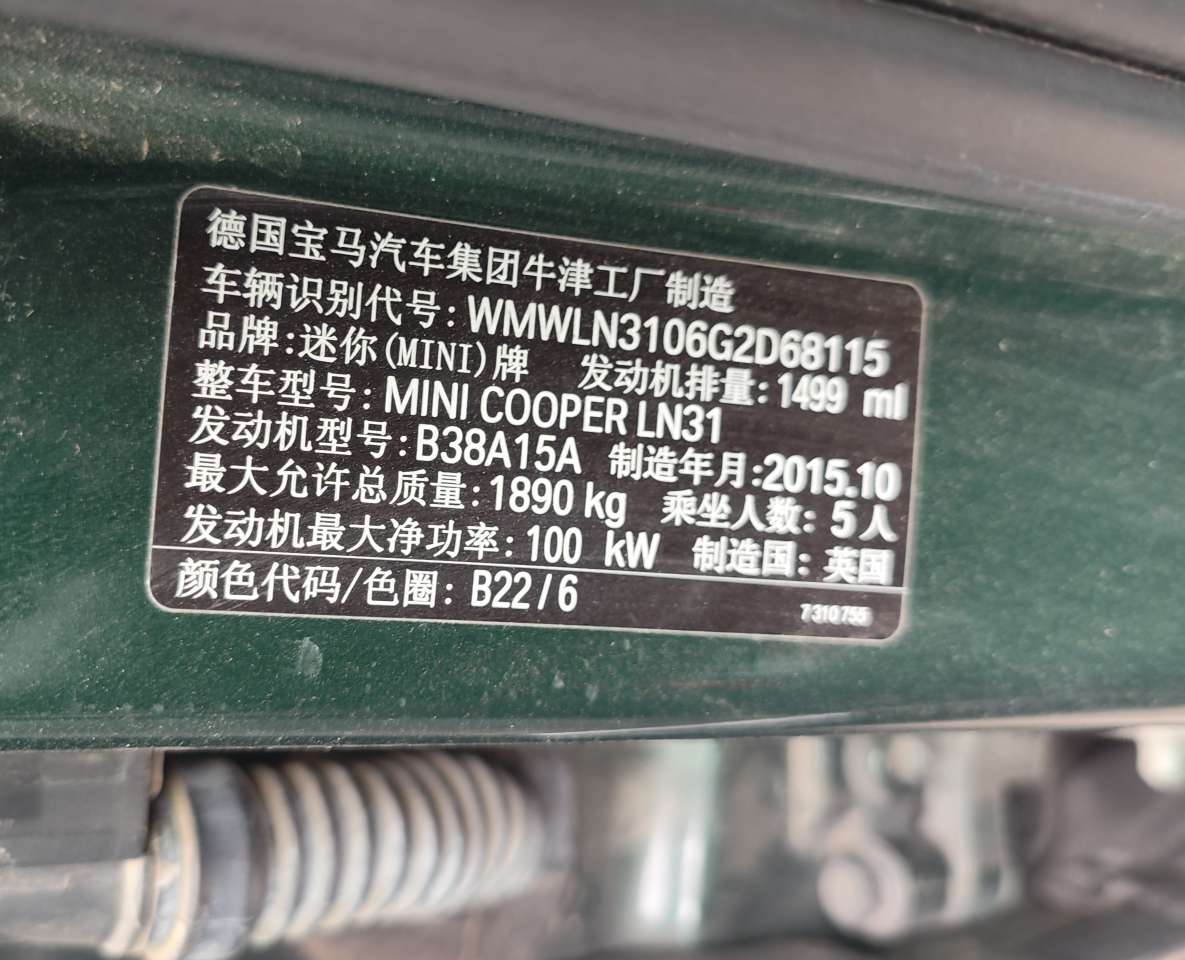 德国宝马汽车集团牛津工厂制造
车辆识别代号: WMWLN3106G2D68115
品牌: 迷你(MINI)牌 发动机排量: 1499 ml
整车型号: MINI COOPER LN31
发动机型号: B38A15A 制造年月: 2015.10
最大允许总质量: 1890 kg 乘坐人数: 5人
发动机最大净功率: 100 kW 制造国: 英国
颜色代码/色圈: B22/6 7310755